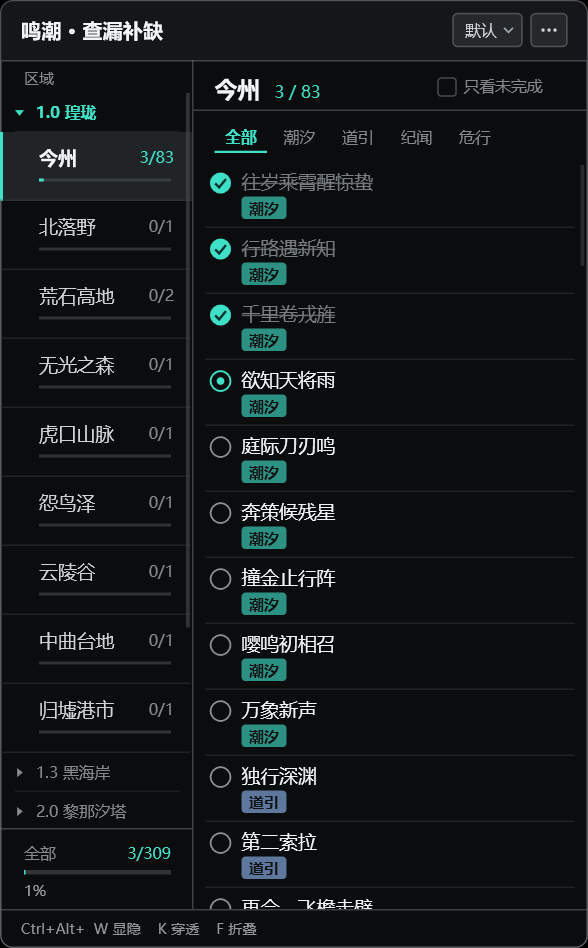 鸣潮·查漏补缺
默认
区域
1.0 瑝珑
今州 3/83
北落野 0/1
荒石高地 0/2
无光之森 0/1
虎口山脉 0/1
怨鸟泽 0/1
云陵谷 0/1
中曲台地 0/1
归墟港市 0/1
1.3 黑海岸
2.0 黎那汐塔
全部 3/309
1%
今州 3 / 83
只看未完成
全部 潮汐 道引 纪闻 危行
往岁乘霄醒惊蛰
潮汐
行路遇新知
潮汐
千里卷戎旌
潮汐
欲知天将雨
潮汐
庭际刀刃鸣
潮汐
奔策候残星
潮汐
撞金止行阵
潮汐
嘤鸣初相召
潮汐
万象新声
潮汐
独行深渊
道引
第二索拉
道引
Ctrl+Alt+ W 显隐 K 穿透 F 折叠